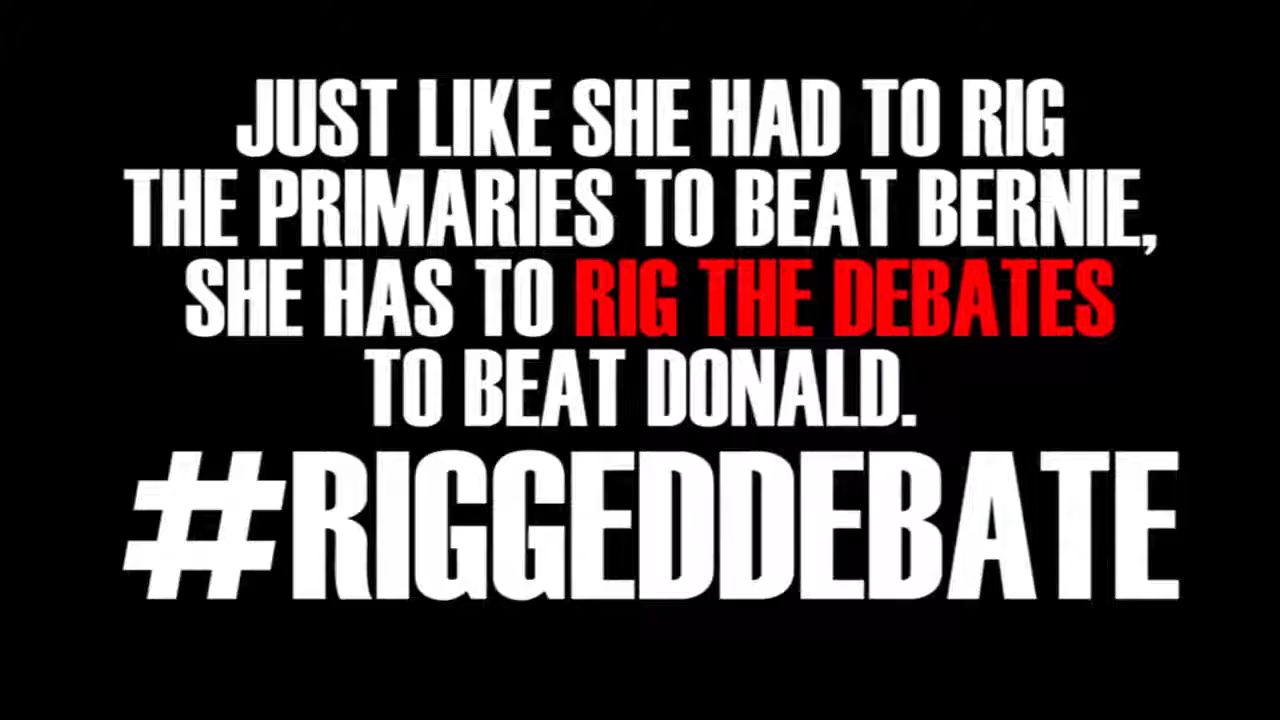 JUST LIKE SHE HAD TO RIG
THE PRIMARIES TO BEAT BERNIE,
SHE HAS TO RIG THE DEBATES
TO BEAT DONALD.
#RIGGEDDEBATE